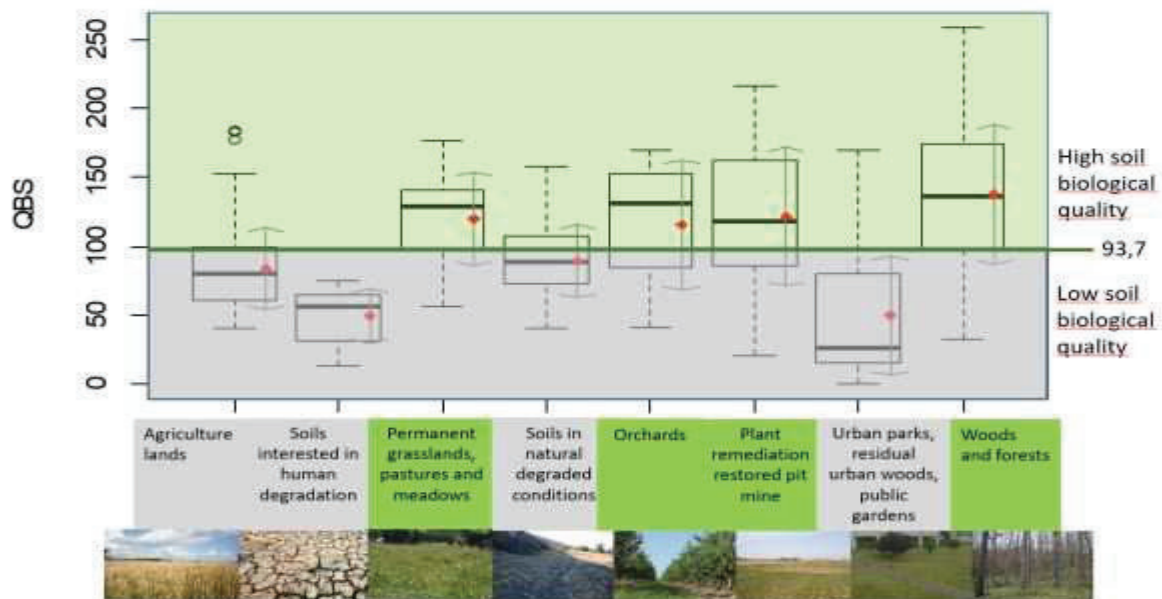 250
200
150
100
50
0
QBS
High soil
biological
quality
93,7
Low soil
biological
quality
Agriculture
lands
Soils
interested in
human
degradation
Permanent
grasslands,
pastures and
meadows
Soils in
natural
degraded
conditions
Orchards
Plant
remediation
restored pit
mine
Urban parks,
residual
urban woods,
public
gardens
Woods
and forests